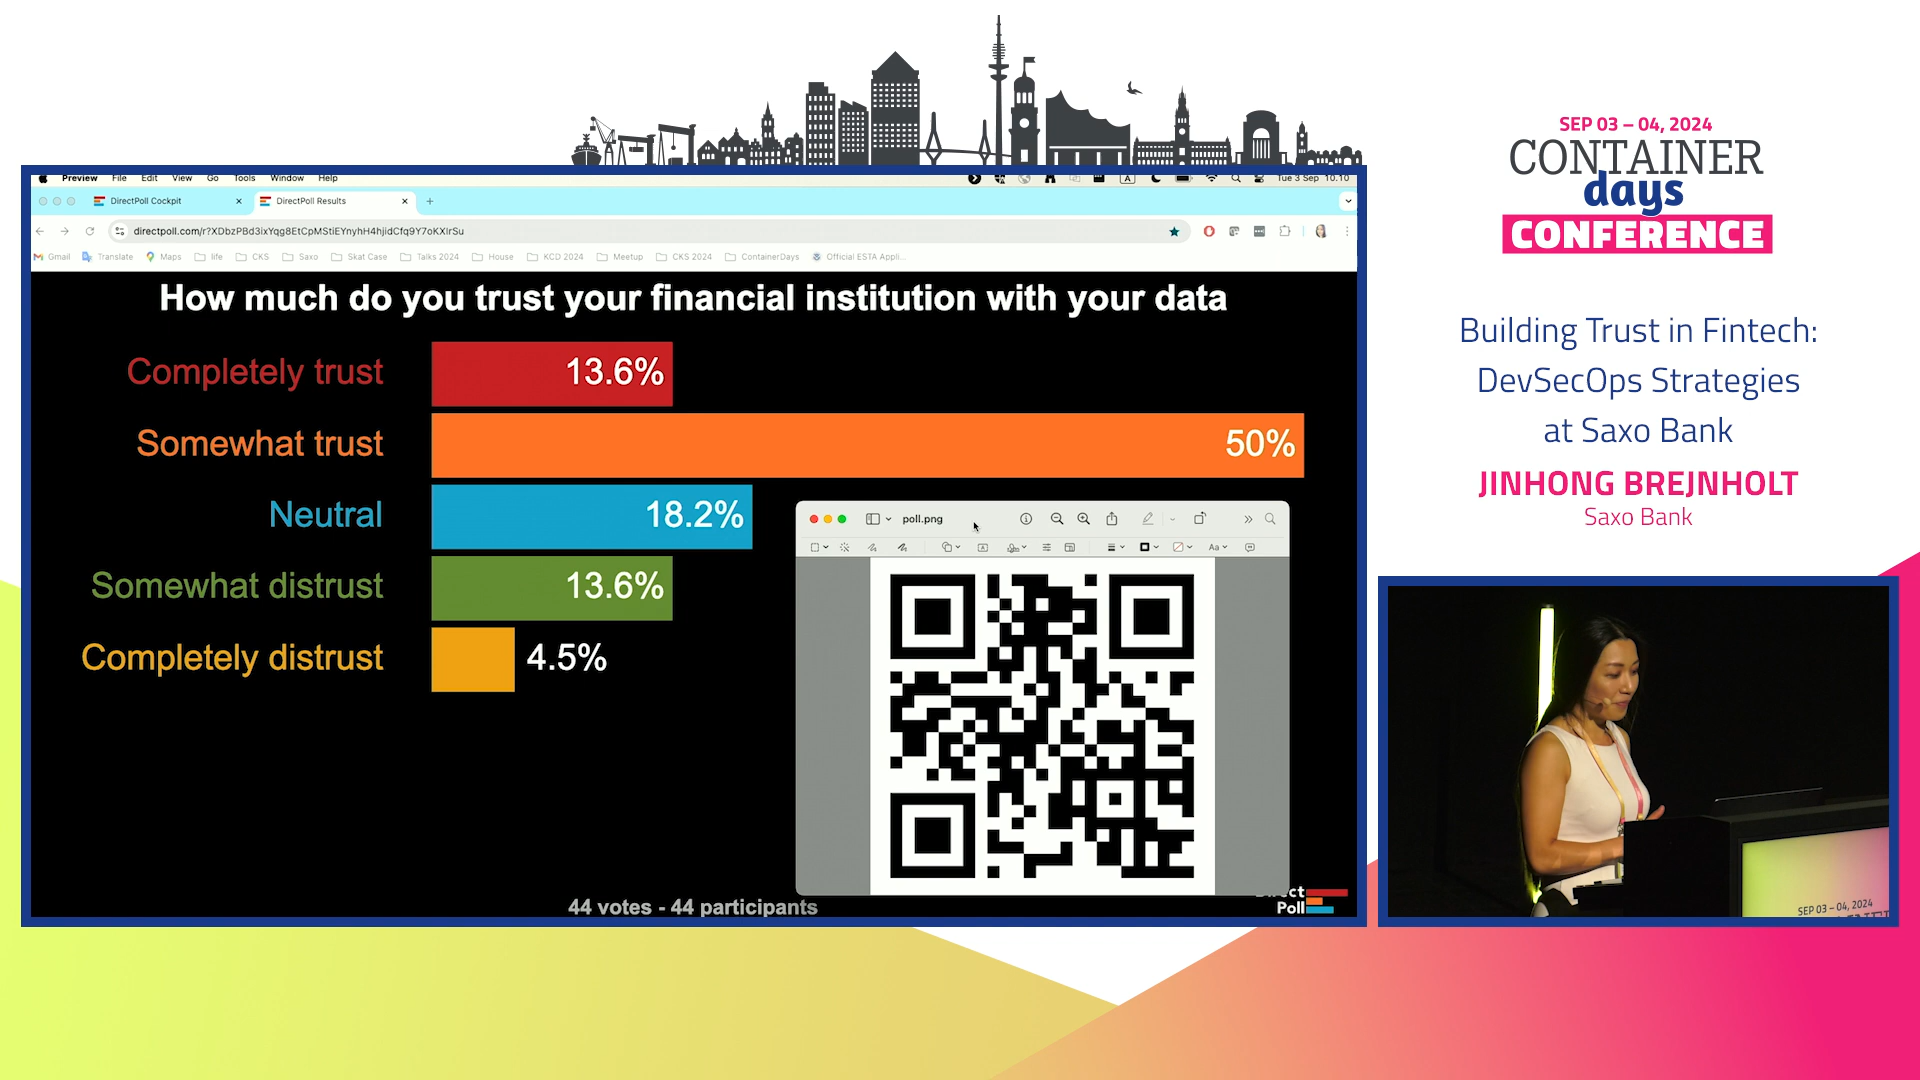 Preview File Edit View Go Tools Window Help A Tue 3 Sep 10.10
DirectPoll Cockpit
DirectPoll Results
directpoll.com/r?XDbzPBd3ixYqg8EtCpMStiEYnyhH4hjidCfq9Y7oKXIrSu
Gmail Translate Maps life CKS Saxo Skat Case Talks 2024 House KCD 2024 Meetup CKS 2024 ContainerDays Official ESTA Appli...
How much do you trust your financial institution with your data
Completely trust 13.6%
Somewhat trust 50%
Neutral 18.2%
Somewhat distrust 13.6%
Completely distrust 4.5%
poll.png
Aa
44 votes - 44 participants
Poll
SEP 03 – 04, 2024
CONTAINER
days
CONFERENCE
Building Trust in Fintech:
DevSecOps Strategies
at Saxo Bank
JINHONG BREJNHOLT
Saxo Bank
SEP 03 – 04, 2024